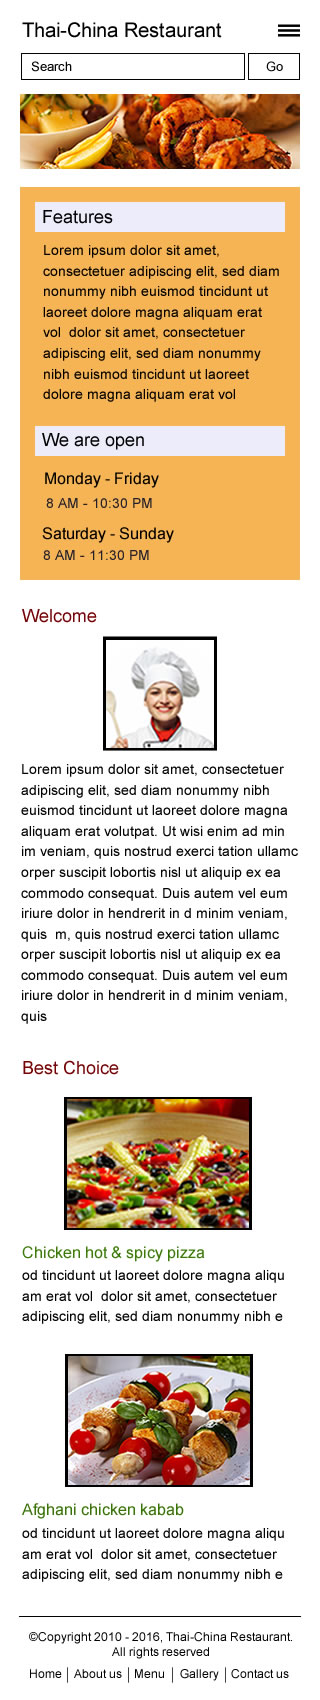 Thai-China Restaurant
Search
Go
Features
Lorem ipsum dolor sit amet,
consectetuer adipiscing elit, sed diam
nonummy nibh euismod tincidunt ut
laoreet dolore magna aliquam erat
vol  dolor sit amet, consectetuer
adipiscing elit, sed diam nonummy
nibh euismod tincidunt ut laoreet
dolore magna aliquam erat vol
We are open
Monday - Friday
8 AM - 10:30 PM
Saturday - Sunday
8 AM - 11:30 PM
Welcome
Lorem ipsum dolor sit amet, consectetuer
adipiscing elit, sed diam nonummy nibh
euismod tincidunt ut laoreet dolore magna
aliquam erat volutpat. Ut wisi enim ad min
im veniam, quis nostrud exerci tation ullamc
orper suscipit lobortis nisl ut aliquip ex ea
commodo consequat. Duis autem vel eum
iriure dolor in hendrerit in d minim veniam,
quis  m, quis nostrud exerci tation ullamc
orper suscipit lobortis nisl ut aliquip ex ea
commodo consequat. Duis autem vel eum
iriure dolor in hendrerit in d minim veniam,
quis
Best Choice
Chicken hot & spicy pizza
od tincidunt ut laoreet dolore magna aliqu
am erat vol  dolor sit amet, consectetuer
adipiscing elit, sed diam nonummy nibh e
Afghani chicken kabab
od tincidunt ut laoreet dolore magna aliqu
am erat vol  dolor sit amet, consectetuer
adipiscing elit, sed diam nonummy nibh e
©Copyright 2010 - 2016, Thai-China Restaurant.
All rights reserved
Home | About us | Menu | Gallery | Contact us